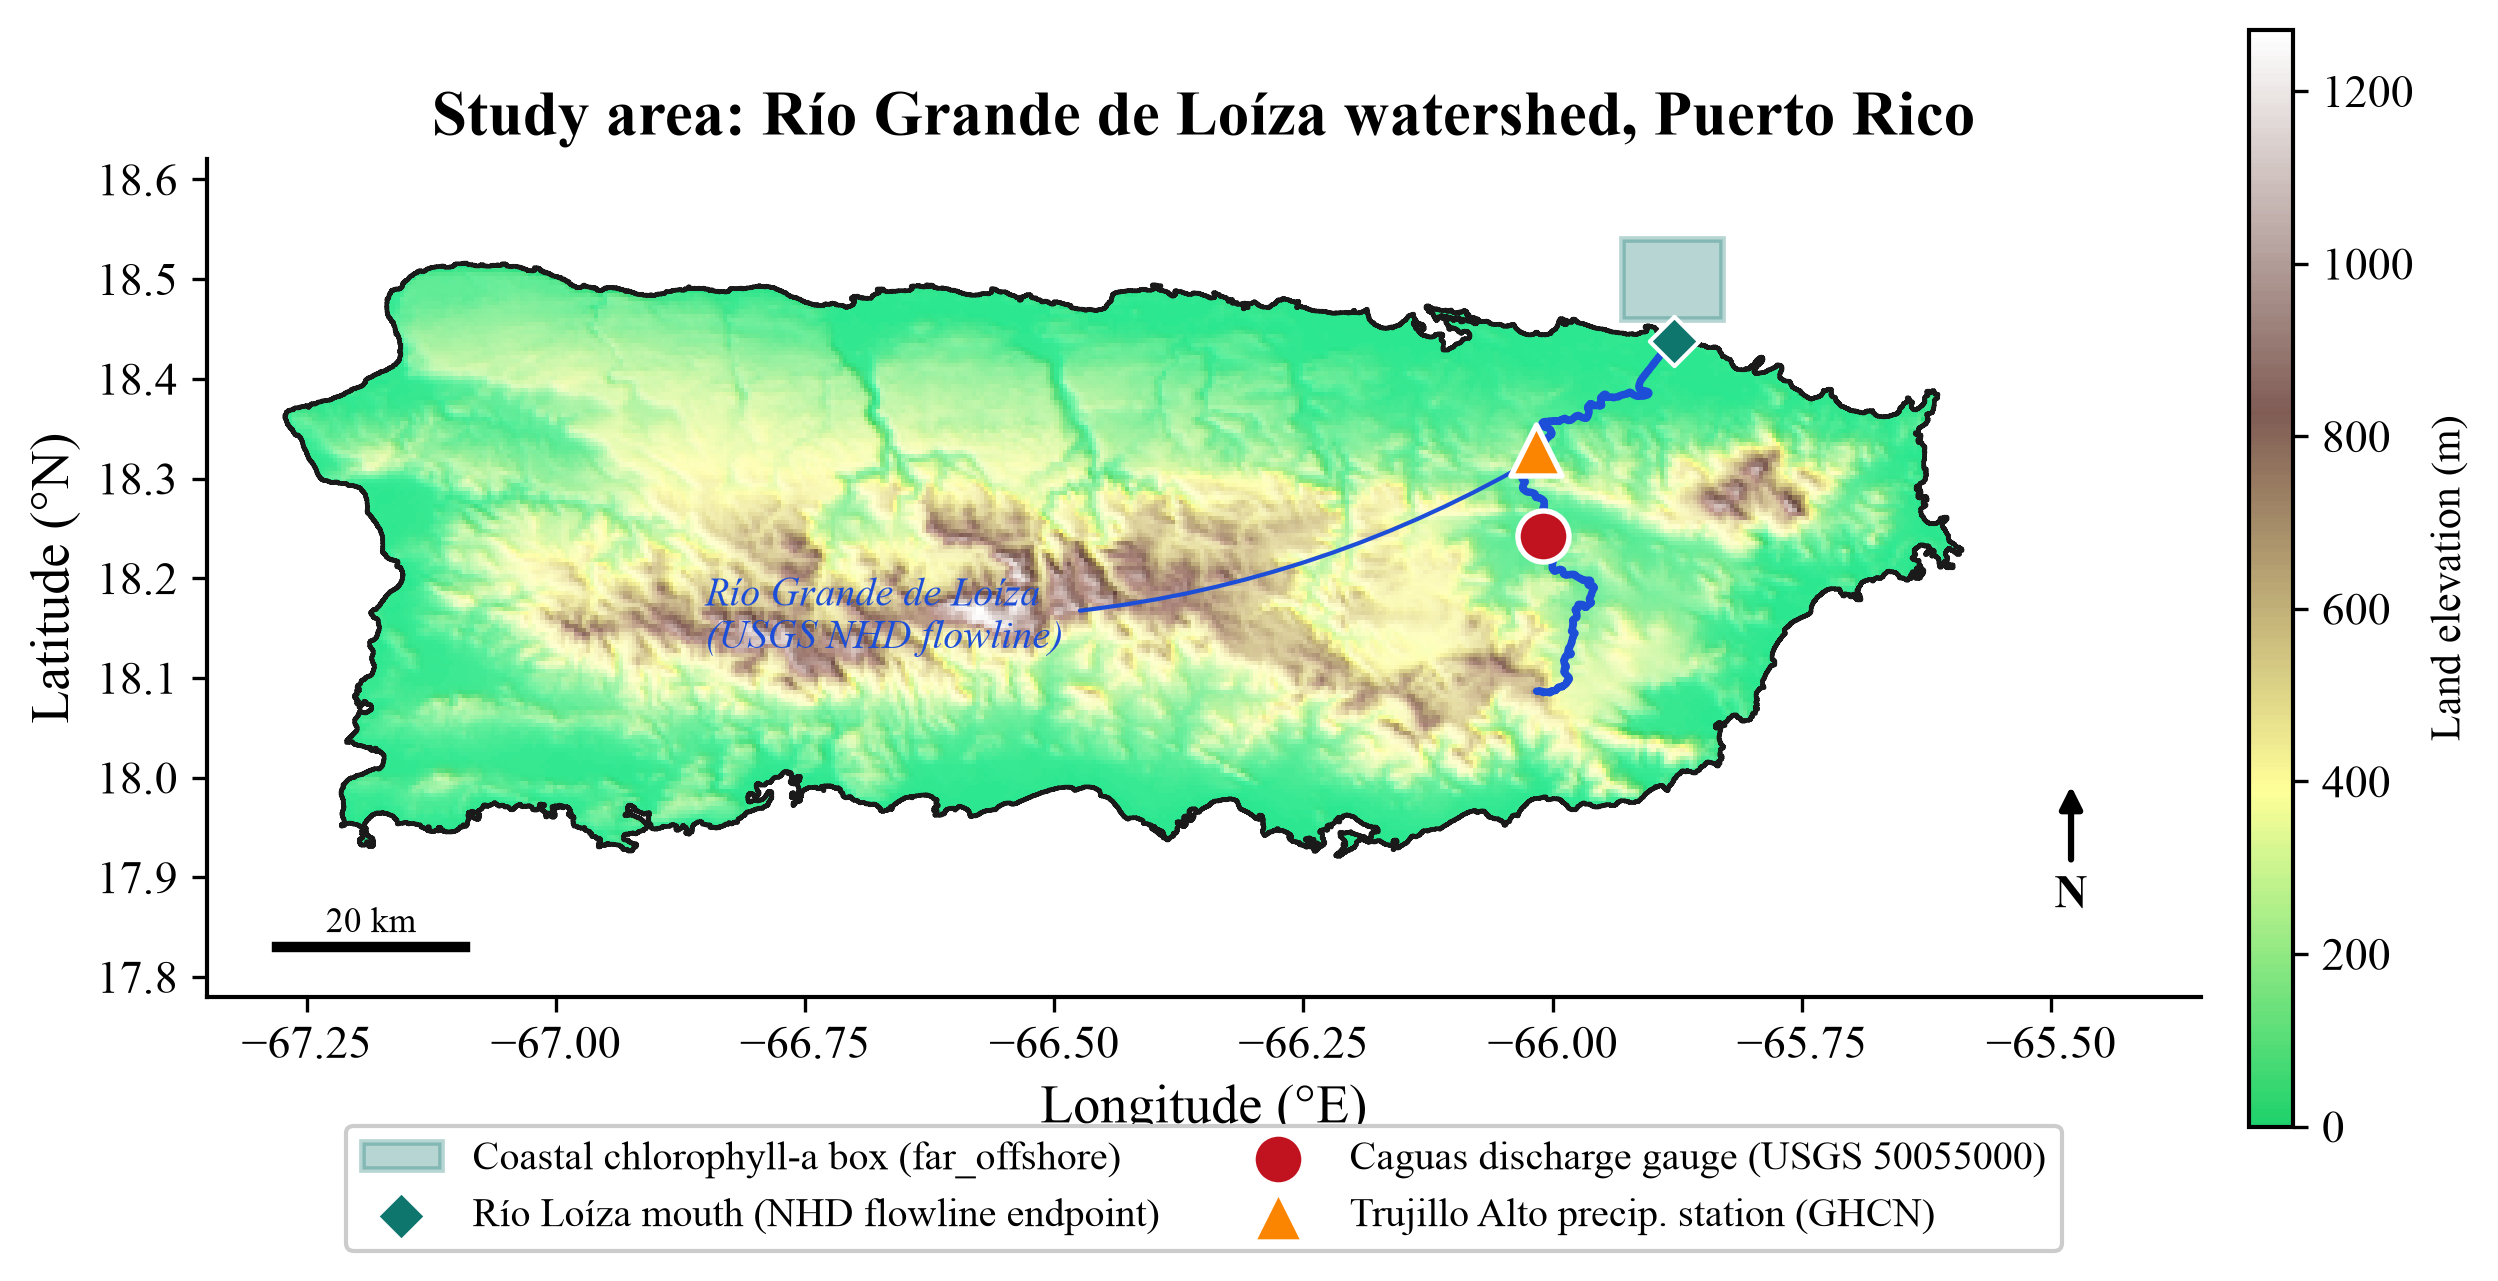 Study area: Río Grande de Loíza watershed, Puerto Rico
18.6
18.5
18.4
18.3
18.2
18.1
18.0
17.9
17.8
Latitude (°N)
Río Grande de Loíza
(USGS NHD flowline)
20 km
N
−67.25 −67.00 −66.75 −66.50 −66.25 −66.00 −65.75 −65.50
Longitude (°E)
1200
1000
800
600
400
200
0
Land elevation (m)
Coastal chlorophyll-a box (far_offshore)
Río Loíza mouth (NHD flowline endpoint)
Caguas discharge gauge (USGS 50055000)
Trujillo Alto precip. station (GHCN)